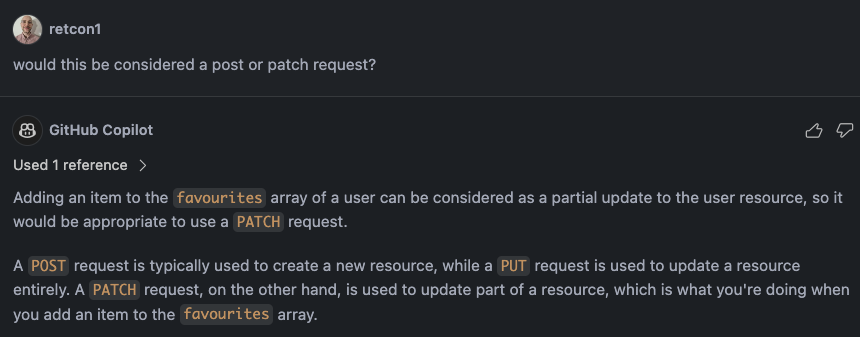 retcon1
would this be considered a post or patch request?
GitHub Copilot
Used 1 reference
Adding an item to the favourites array of a user can be considered as a partial update to the user resource, so it
would be appropriate to use a PATCH request.
A POST request is typically used to create a new resource, while a PUT request is used to update a resource
entirely. A PATCH request, on the other hand, is used to update part of a resource, which is what you're doing when
you add an item to the favourites array.